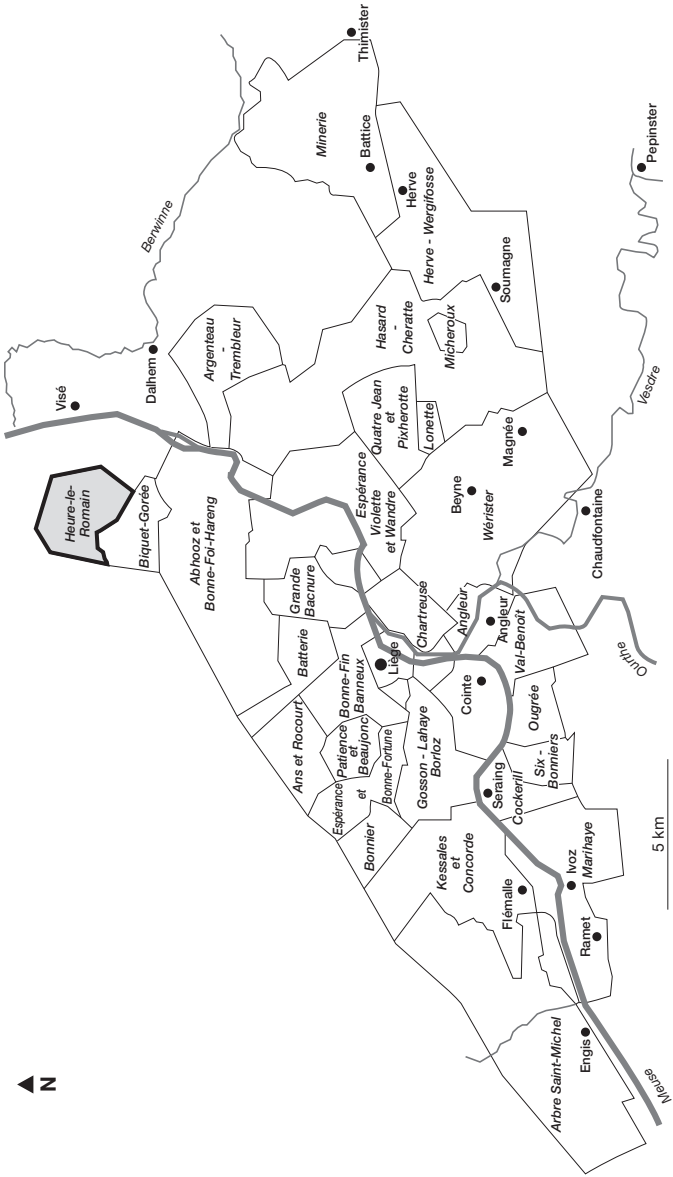 Thimister
Minerie
Battice
Herve
Herve - Wergifosse
Pepinster
Berwinne
Soumagne
Hasard
-
Cheratte
Micheroux
Argenteau
-
Trembleur
Dalhem
Visé
Vesdre
Quatre Jean
et
Pixherotte
Lonette
Magnée
Beyne
Wérister
Espérance
Violette
et Wandre
Chaudfontaine
Heure-le-
Romain
Biquet-Gorée
Abhooz et
Bonne-Foi-Hareng
Grande
Bacnure
Chartreuse
Angleur
Angleur
Val-Benoît
Ourthe
Batterie
Liège
Bonne-Fin
Banneux
Cointe
Ougrée
Ans et Rocourt
Patience
et
Beaujonc
Espérance
et
Bonne-Fortune
Gosson - Lahaye
Borloz
Six -
Bonniers
Seraing
Cockerill
Bonnier
Kessales
et
Concorde
Ivoz
Marihaye
Flémalle
Ramet
5 km
Arbre Saint-Michel
Engis
Meuse
N